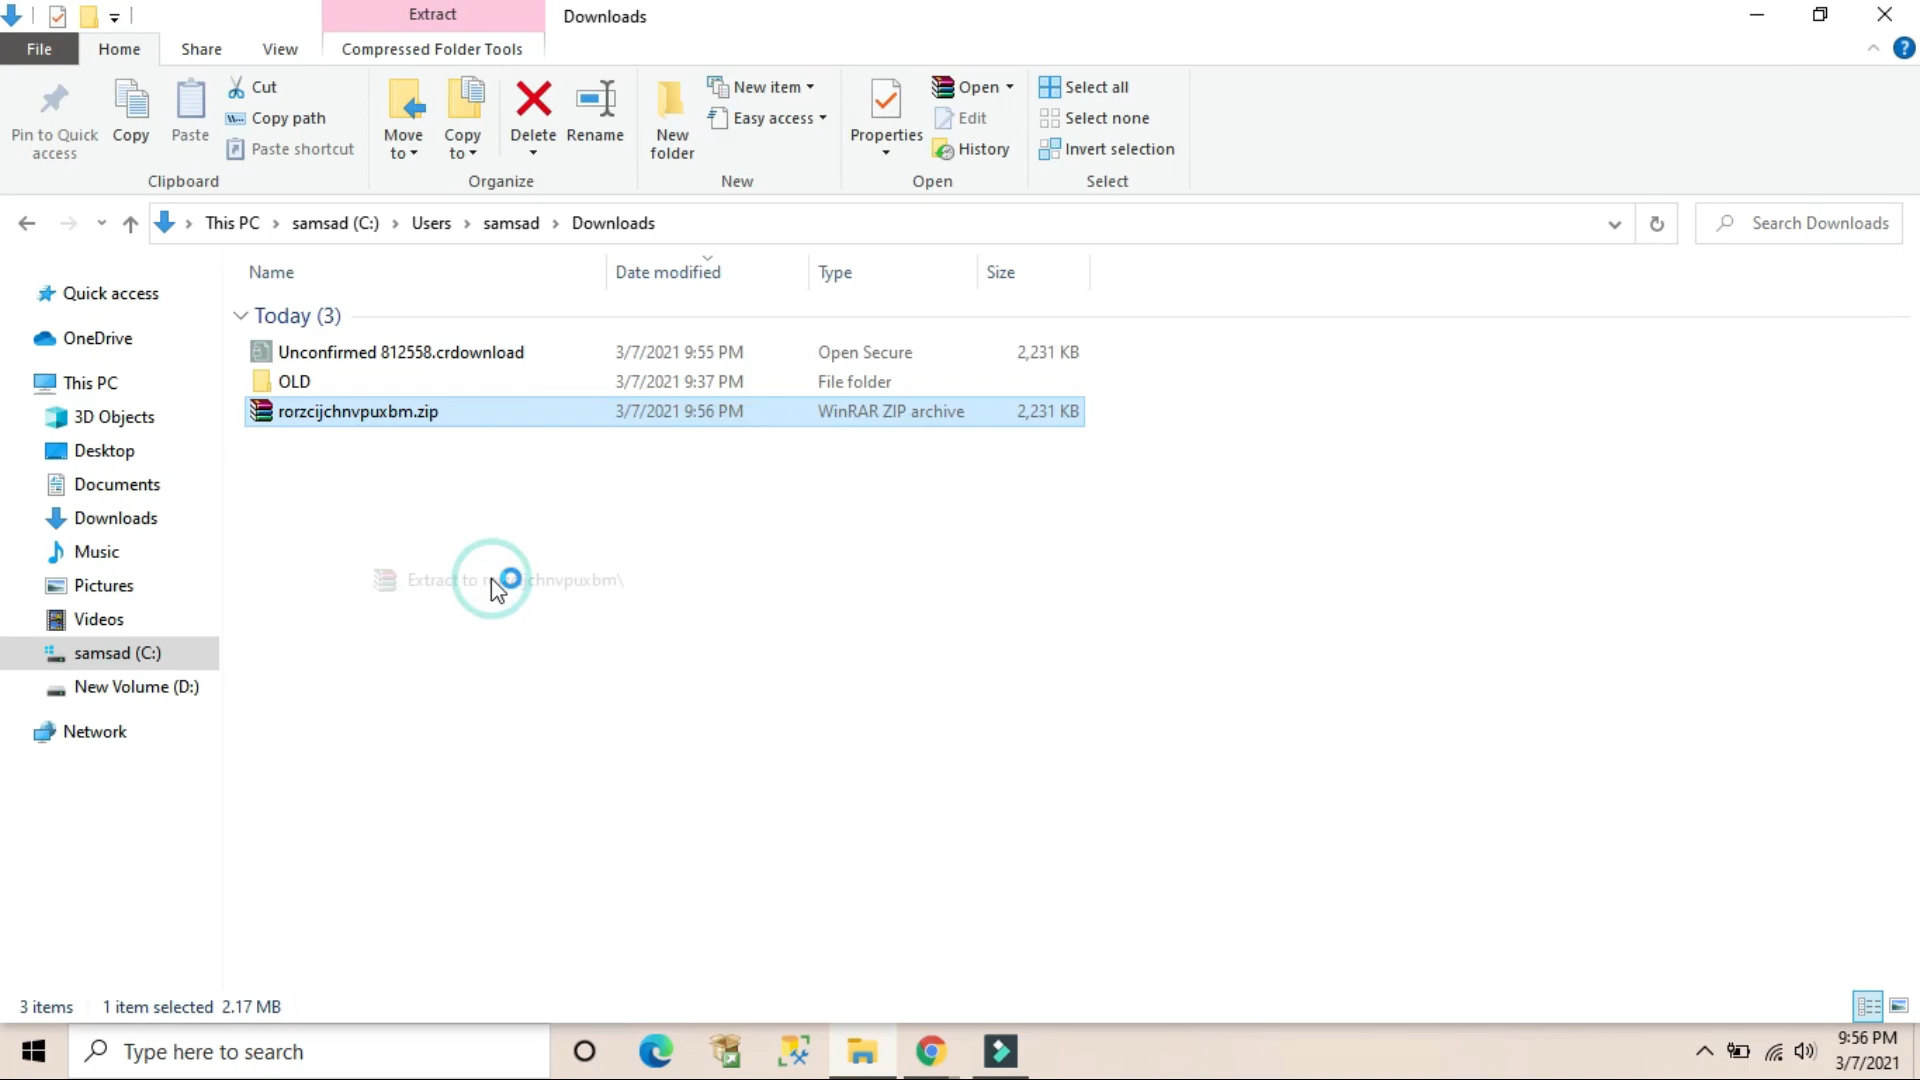 Extract
Downloads
File
Home
Share
View
Compressed Folder Tools
Pin to Quick access
Copy
Paste
Cut
Copy path
Paste shortcut
Clipboard
Move to
Copy to
Delete
Rename
Organize
New folder
New item
Easy access
New
Properties
Open
Edit
History
Open
Select all
Select none
Invert selection
Select
This PC > samsad (C:) > Users > samsad > Downloads
Search Downloads
Name Date modified Type Size
Today (3)
Unconfirmed 812558.crdownload 3/7/2021 9:55 PM Open Secure 2,231 KB
OLD 3/7/2021 9:37 PM File folder
rorzcijchnvpuxbm.zip 3/7/2021 9:56 PM WinRAR ZIP archive 2,231 KB
Extract to
Quick access
OneDrive
This PC
3D Objects
Desktop
Documents
Downloads
Music
Pictures
Videos
samsad (C:)
New Volume (D:)
Network
3 items 1 item selected 2.17 MB
Type here to search
9:56 PM
3/7/2021